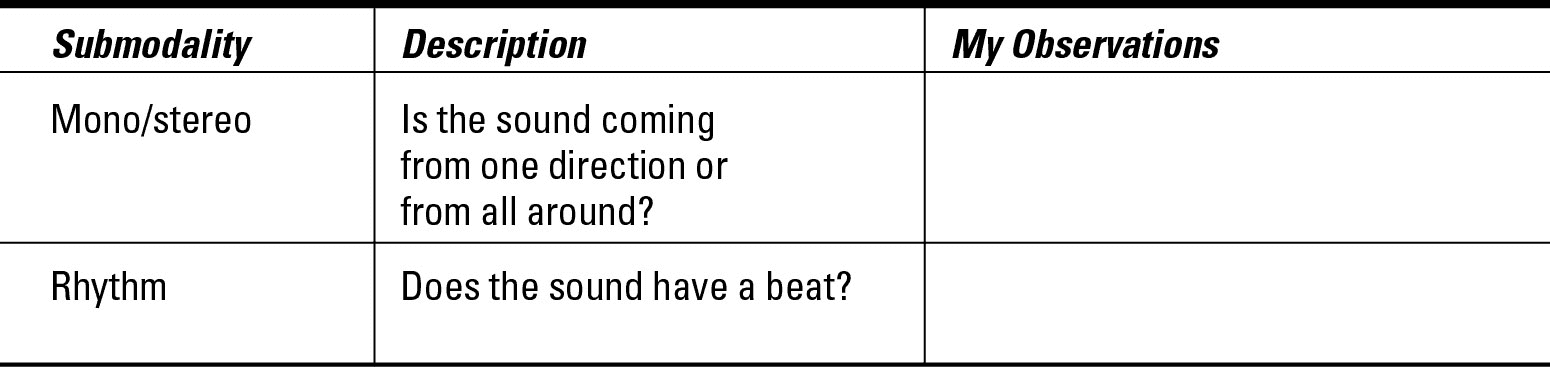 Submodality Description My Observations
Mono/stereo Is the sound coming
from one direction or
from all around?
Rhythm Does the sound have a beat?